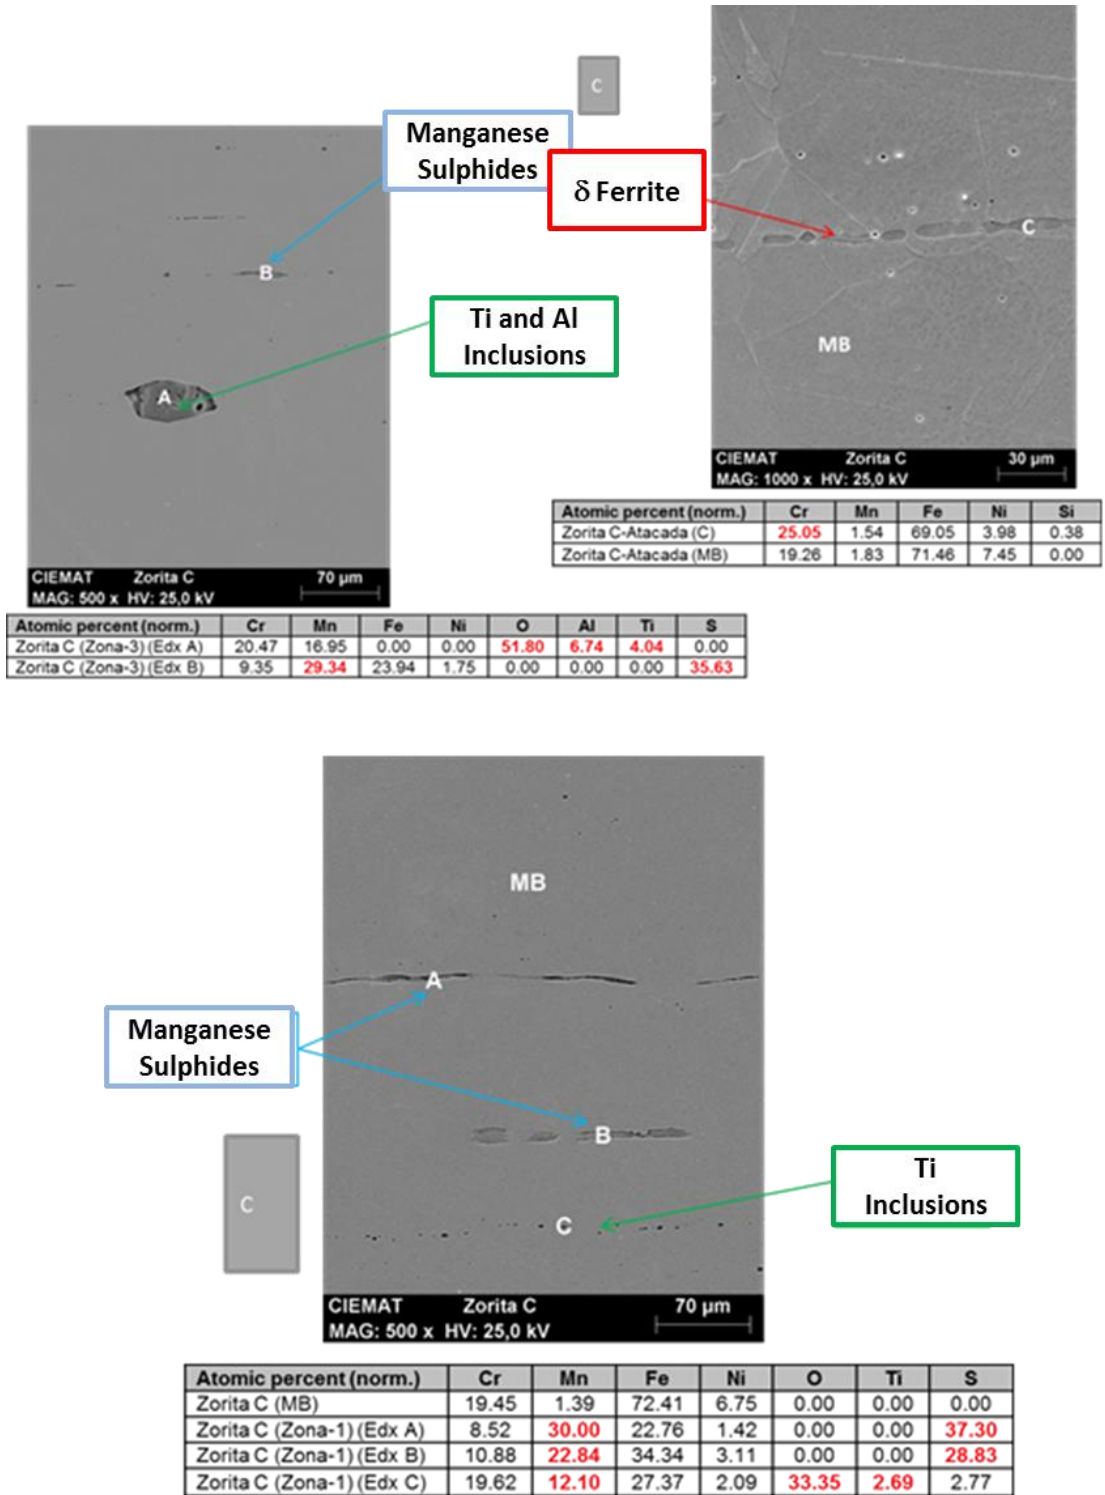 C
Manganese
Sulphides
δ Ferrite
B
C
Ti and Al
Inclusions
A
MB
CIEMAT Zorita C 30 µm
MAG: 1000 x HV: 25,0 kV
Atomic percent (norm.) Cr Mn Fe Ni Si
Zorita C-Atacada (C) 25.05 1.54 69.05 3.98 0.38
Zorita C-Atacada (MB) 19.26 1.83 71.46 7.45 0.00
CIEMAT Zorita C 70 µm
MAG: 500 x HV: 25,0 kV
Atomic percent (norm.) Cr Mn Fe Ni O Al Ti S
Zorita C (Zona-3) (Edx A) 20.47 16.95 0.00 0.00 51.80 6.74 4.04 0.00
Zorita C (Zona-3) (Edx B) 9.35 29.34 23.94 1.75 0.00 0.00 0.00 35.63
MB
A
Manganese
Sulphides
B
C
Ti
Inclusions
C
CIEMAT Zorita C 70 µm
MAG: 500 x HV: 25,0 kV
Atomic percent (norm.) Cr Mn Fe Ni O Ti S
Zorita C (MB) 19.45 1.39 72.41 6.75 0.00 0.00 0.00
Zorita C (Zona-1) (Edx A) 8.52 30.00 22.76 1.42 0.00 0.00 37.30
Zorita C (Zona-1) (Edx B) 10.88 22.84 34.34 3.11 0.00 0.00 28.83
Zorita C (Zona-1) (Edx C) 19.62 12.10 27.37 2.09 33.35 2.69 2.77